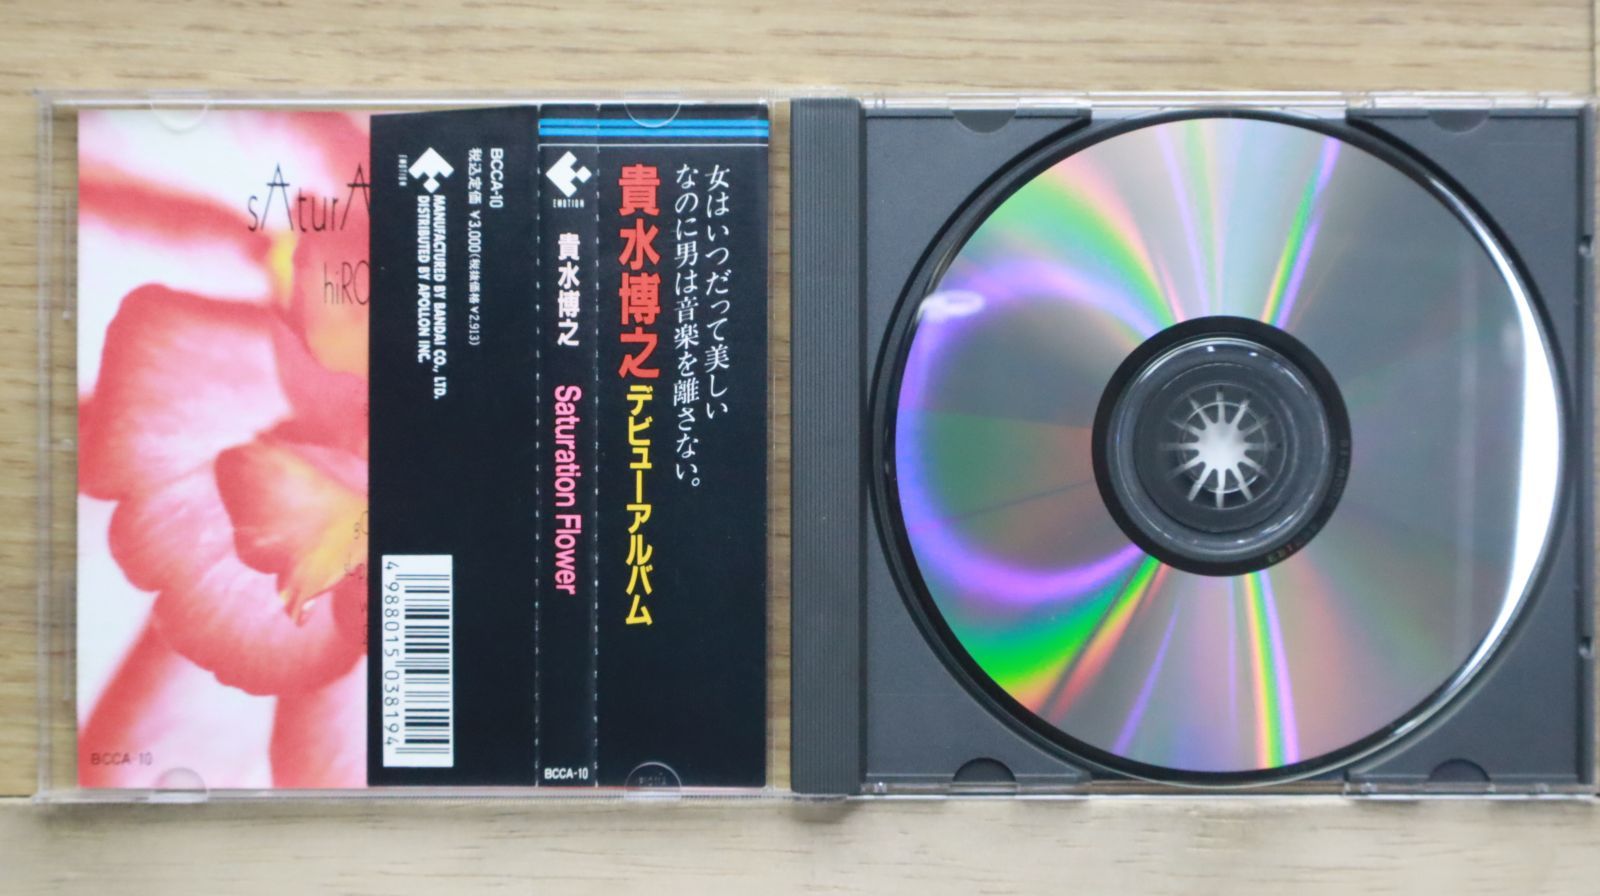 sAturA
hiRO
BCCA-10
BCCA-10
税込定価 ¥3,000(税抜価格 ¥2,913)
EMOTION
MANUFACTURED BY BANDAI CO., LTD.
DISTRIBUTED BY APOLLON INC.
4 988015 038194
EMOTION
貴水博之 Saturation Flower
BCCA-10
女はいつだって美しい
なのに男は音楽を離さない。
貴水博之デビューアルバム